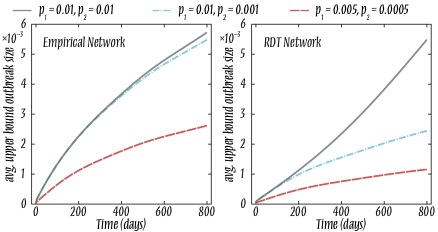 p1 = 0.01, p2 = 0.01 p1 = 0.01, p2 = 0.001 p1 = 0.005, p2 = 0.0005
×10⁻³ ×10⁻³
Empirical Network RDT Network
avg. upper bound outbreak size
6
5
4
3
2
1
0
0 200 400 600 800
Time (days)
avg. upper bound outbreak size
6
5
4
3
2
1
0
0 200 400 600 800
Time (days)